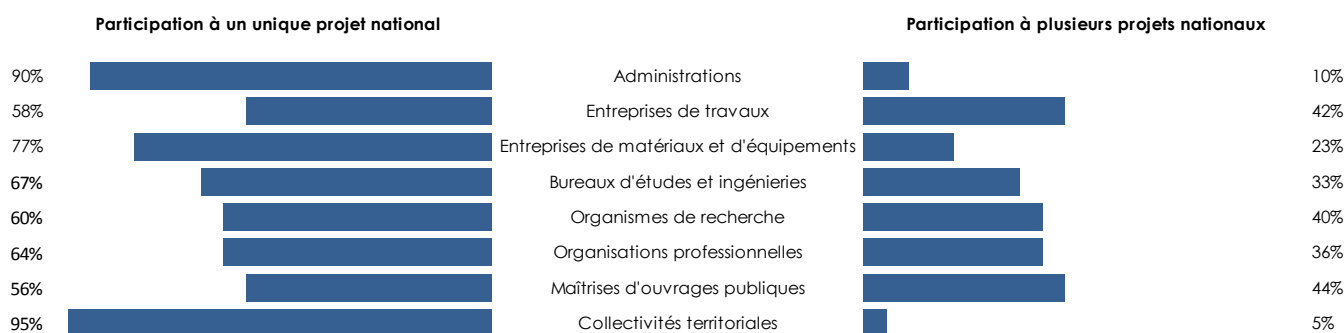 Participation à un unique projet national Participation à plusieurs projets nationaux
90% Administrations 10%
58% Entreprises de travaux 42%
77% Entreprises de matériaux et d'équipements 23%
67% Bureaux d'études et ingénieries 33%
60% Organismes de recherche 40%
64% Organisations professionnelles 36%
56% Maîtrises d'ouvrages publiques 44%
95% Collectivités territoriales 5%